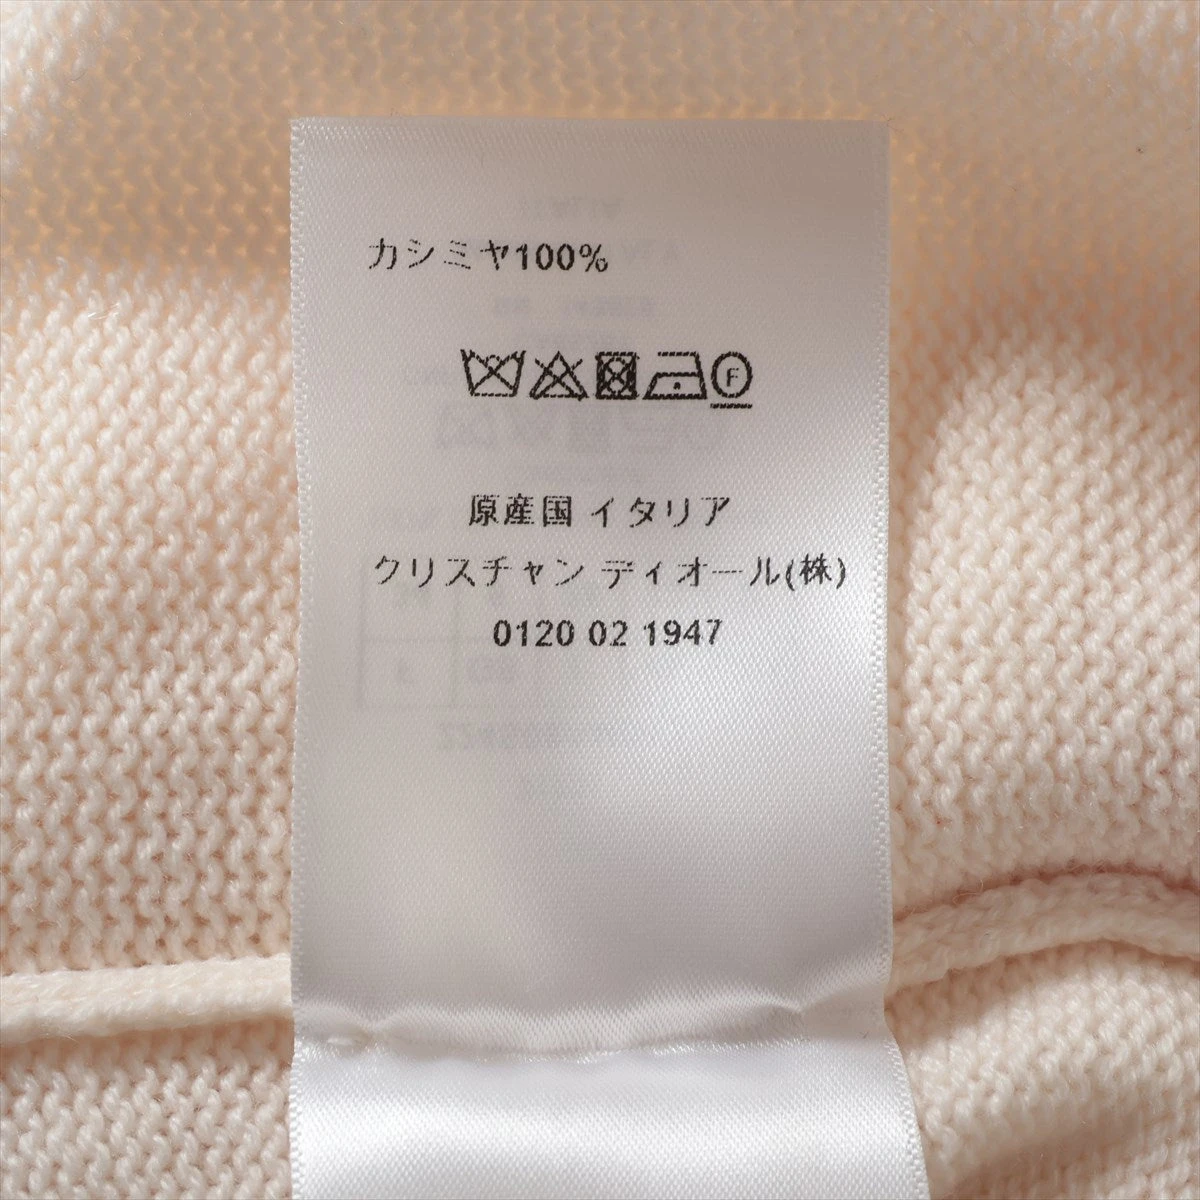 カシミヤ100%
F
原産国 イタリア
クリスチャン ディオール(株)
0120 02 1947